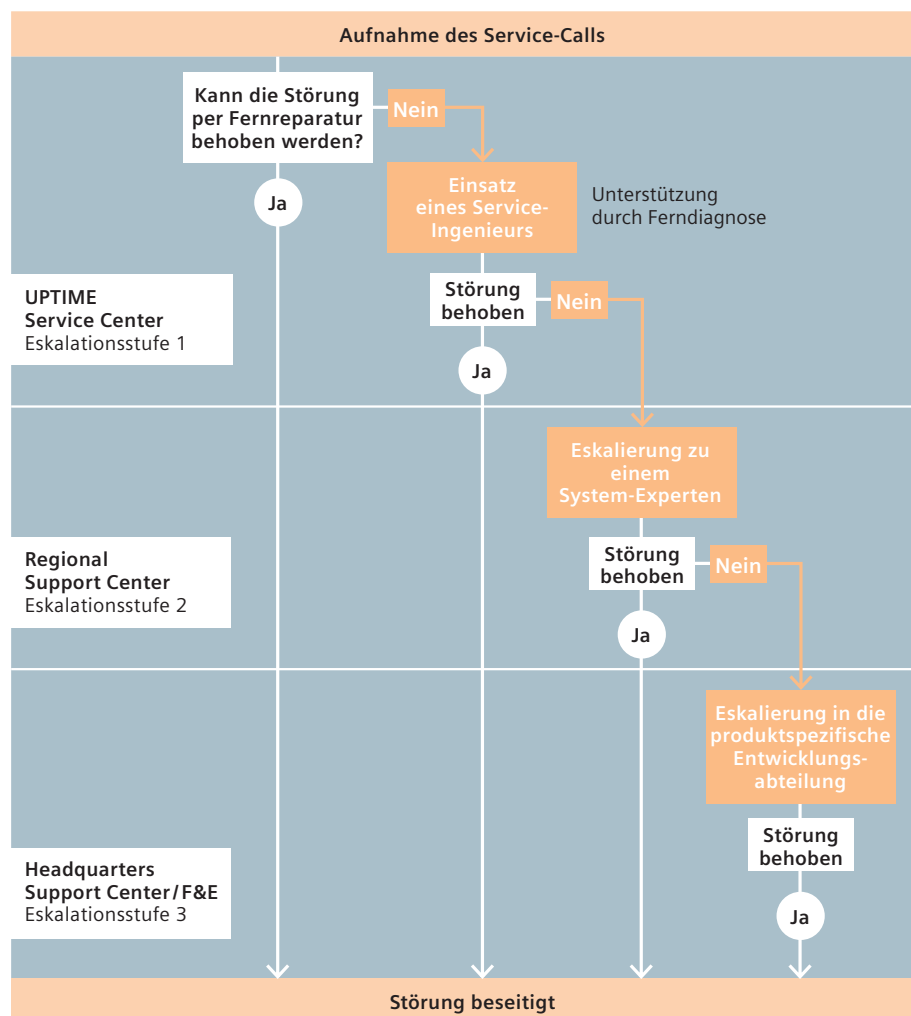 Aufnahme des Service-Calls
Kann die Störung
per Fernreparatur
behoben werden?
Nein
Ja
Einsatz
eines Service-
Ingenieurs
Unterstützung
durch Ferndiagnose
UPTIME
Service Center
Eskalationsstufe 1
Störung
behoben
Nein
Ja
Eskalierung zu
einem
System-Experten
Regional
Support Center
Eskalationsstufe 2
Störung
behoben
Nein
Ja
Eskalierung in die
produktspezifische
Entwicklungs-
abteilung
Headquarters
Support Center/F&E
Eskalationsstufe 3
Störung
behoben
Ja
Störung beseitigt